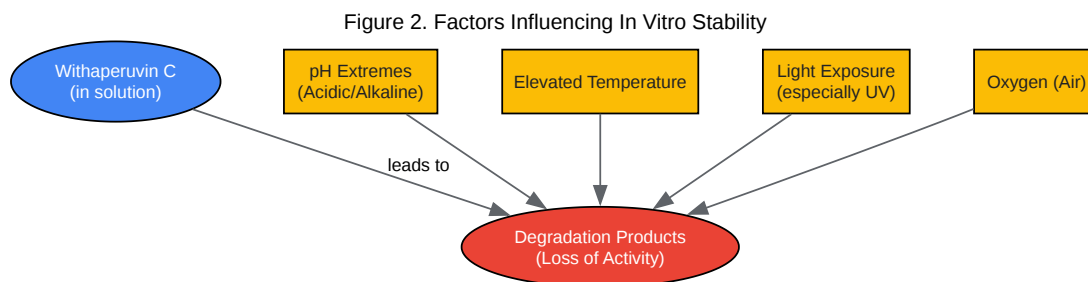 Figure 2. Factors Influencing In Vitro Stability
Withaperuvin C
(in solution)
pH Extremes
(Acidic/Alkaline)
Elevated Temperature
Light Exposure
(especially UV)
Oxygen (Air)
leads to
Degradation Products
(Loss of Activity)